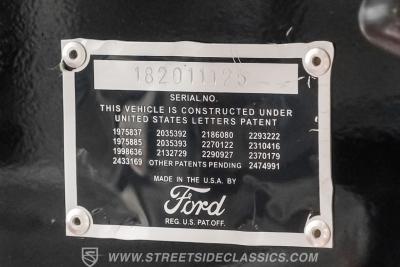 182011125
SERIAL NO.
THIS VEHICLE IS CONSTRUCTED UNDER
UNITED STATES LETTERS PATENT
1975837 2035392 2186080 2293222
1975885 2035393 2270122 2310416
1998636 2132729 2290927 2370179
2433169 OTHER PATENTS PENDING 2474991
MADE IN THE U.S.A. BY
Ford
REG. U.S. PAT. OFF.
WWW.STREETSIDECLASSICS.COM